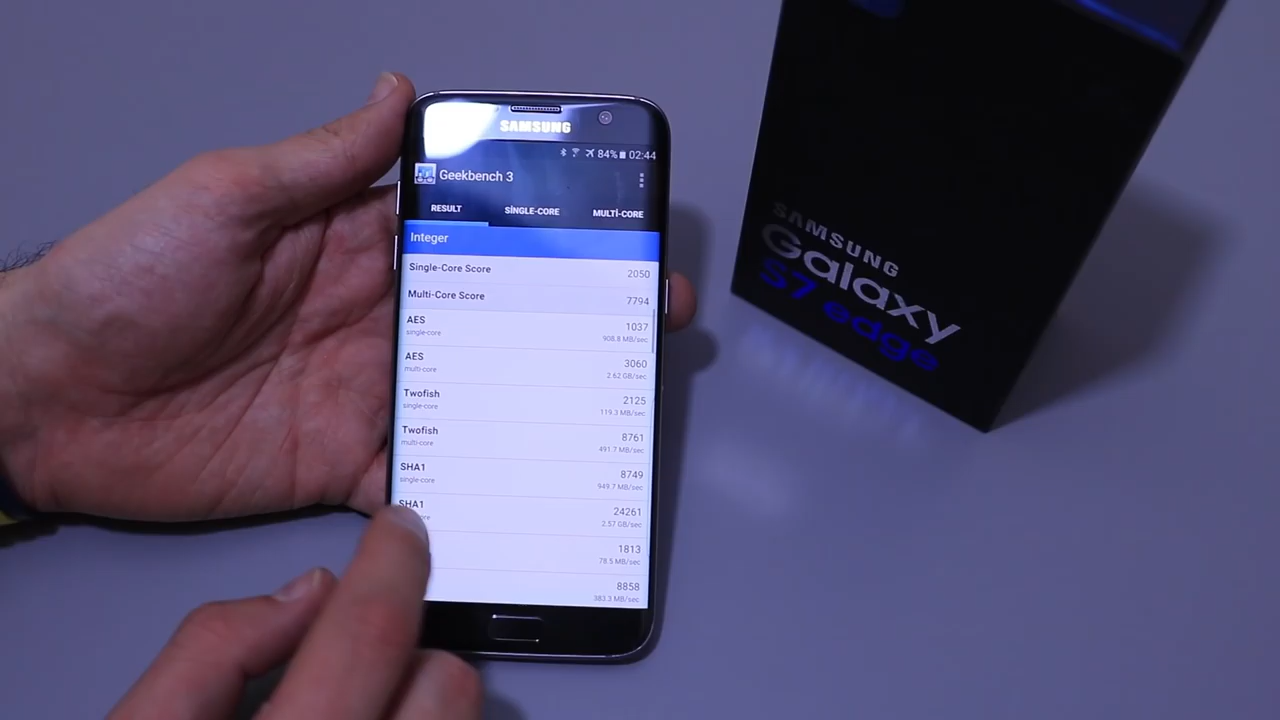 SAMSUNG
84% 02:44
Geekbench 3
RESULT SİNGLE-CORE MULTİ-CORE
Integer
Single-Core Score 2050
Multi-Core Score 7794
AES 1037
single-core 908.8 MB/sec
AES 3060
multi-core 2.62 GB/sec
Twofish 2125
single-core 119.3 MB/sec
Twofish 8761
multi-core 491.7 MB/sec
SHA1 8749
single-core 949.7 MB/sec
SHA1 24261
2.57 GB/sec
1813
78.5 MB/sec
8858
383.3 MB/sec
SAMSUNG
Galaxy
S7 edge